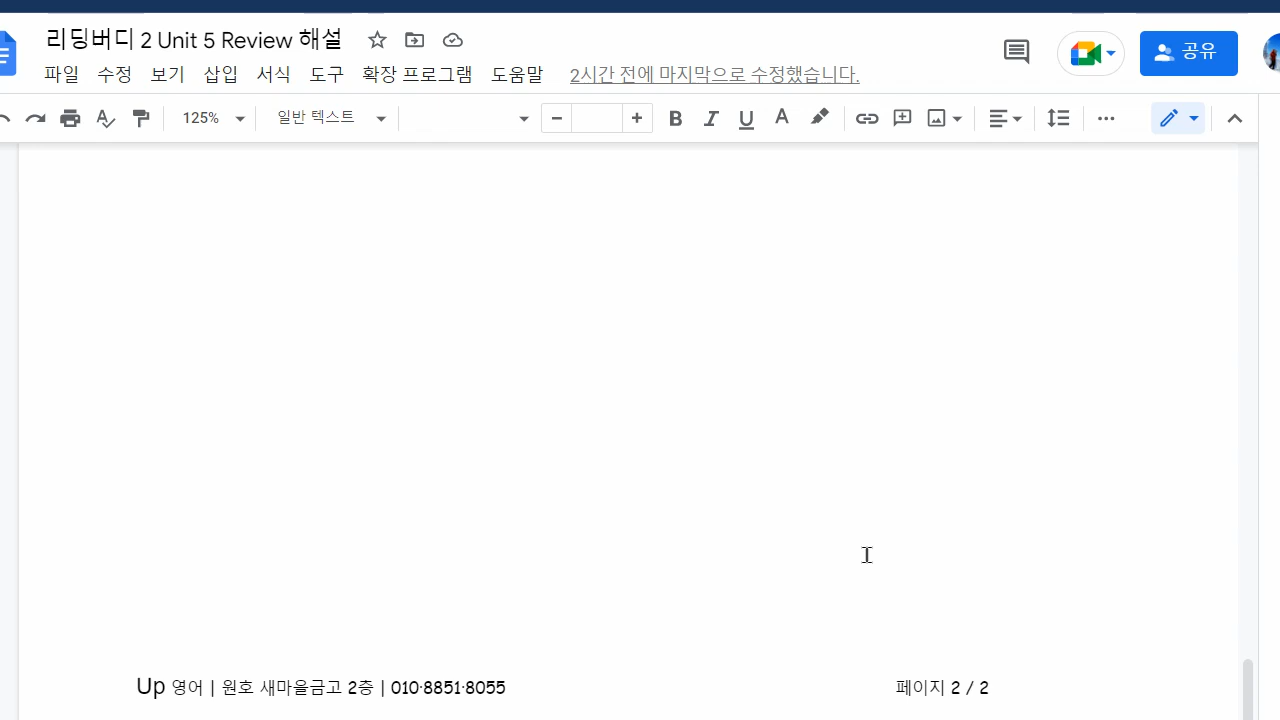 리딩버디 2 Unit 5 Review 해설
공유
파일 수정 보기 삽입 서식 도구 확장 프로그램 도움말 2시간 전에 마지막으로 수정했습니다.
125% 일반 텍스트 B I U A
Up 영어 | 원호 새마을금고 2층 | 010·8851·8055 페이지 2 / 2